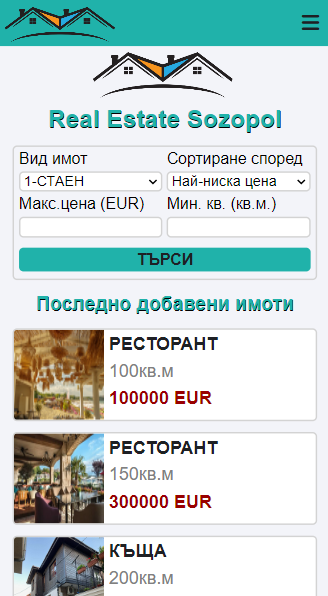 Real Estate Sozopol
Вид имот
Сортиране според
1-СТАЕН
Най-ниска цена
Макс.цена (EUR)
Мин. кв. (кв.м.)
ТЪРСИ
Последно добавени имоти
РЕСТОРАНТ
100кв.м
100000 EUR
РЕСТОРАНТ
150кв.м
300000 EUR
КЪЩА
200кв.м